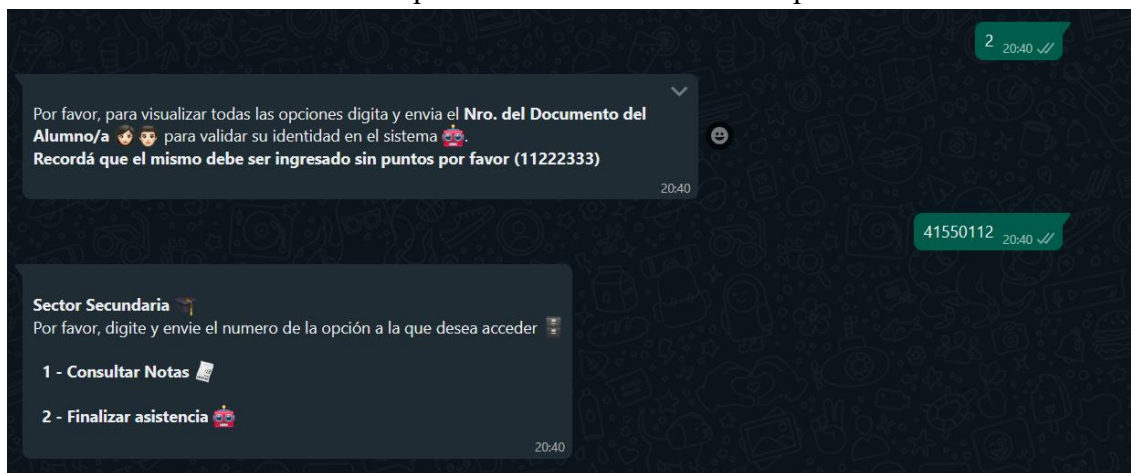 2 20:40
Por favor, para visualizar todas las opciones digita y envia el Nro. del Documento del
Alumno/a 👩🏻👨🏻 para validar su identidad en el sistema 🤖.
Recordá que el mismo debe ser ingresado sin puntos por favor (11222333)
20:40
41550112 20:40
Sector Secundaria 🎓
Por favor, digite y envie el numero de la opción a la que desea acceder 🗄️
1 - Consultar Notas 🧾
2 - Finalizar asistencia 🤖
20:40